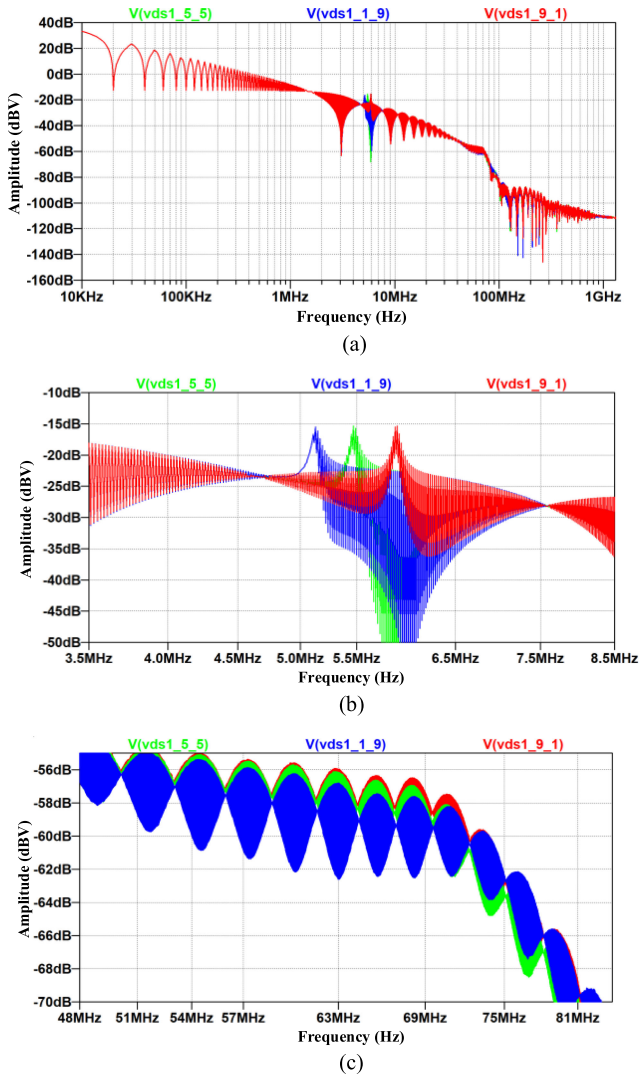 V(vds1_5_5) V(vds1_1_9) V(vds1_9_1)
40dB
0dB
-20dB
-40dB
-60dB
-80dB
-100dB
-120dB
-140dB
-160dB
Amplitude (dBV)
10KHz 100KHz 1MHz 10MHz 100MHz 1GHz
Frequency (Hz)
(a)
V(vds1_5_5) V(vds1_1_9) V(vds1_9_1)
-10dB
-15dB
-20dB
-25dB
-30dB
-35dB
-40dB
-45dB
-50dB
Amplitude (dBV)
3.5MHz 4.0MHz 4.5MHz 5.0MHz 5.5MHz 6.5MHz 7.5MHz 8.5MHz
Frequency (Hz)
(b)
V(vds1_5_5) V(vds1_1_9) V(vds1_9_1)
-56dB
-58dB
-60dB
-62dB
-66dB
-68dB
-70dB
Amplitude (dBV)
48MHz 51MHz 54MHz 57MHz 63MHz 69MHz 75MHz 81MHz
Frequency (Hz)
(c)